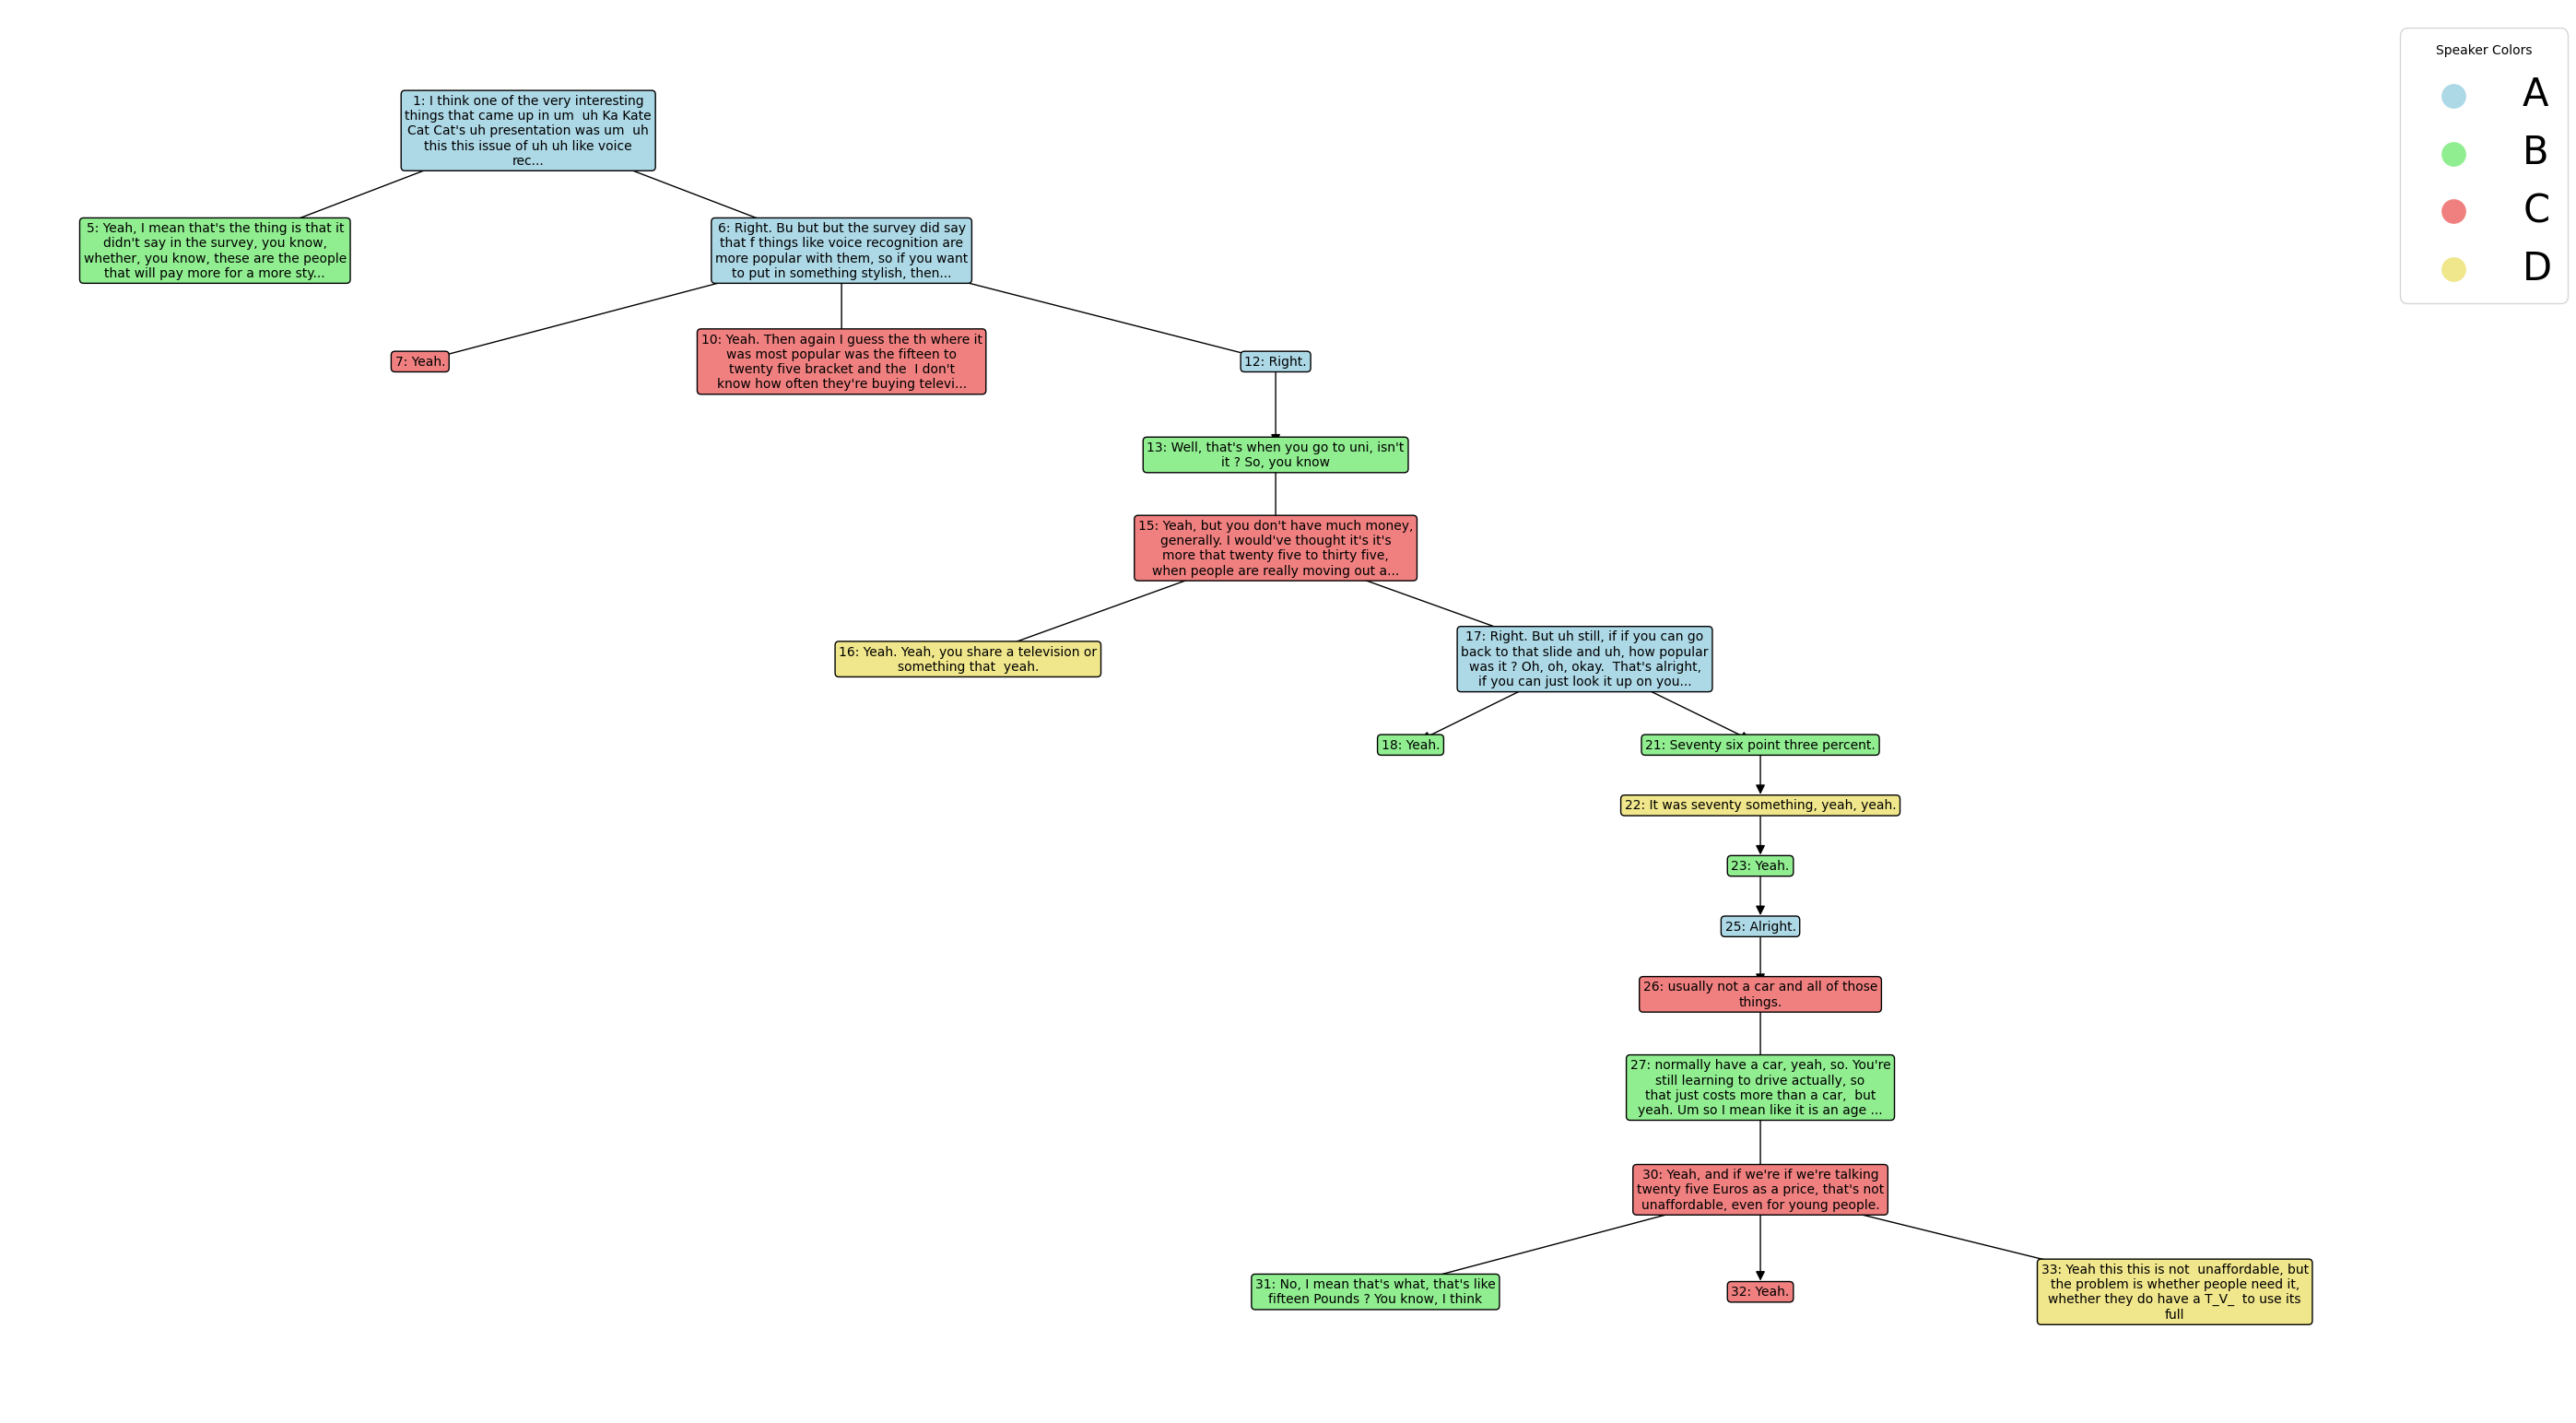 Speaker Colors
A
B
C
D
1: I think one of the very interesting
things that came up in um  uh Ka Kate
Cat Cat's uh presentation was um  uh
this this issue of uh uh like voice
rec...
5: Yeah, I mean that's the thing is that it
didn't say in the survey, you know,
whether, you know, these are the people
that will pay more for a more sty...
6: Right. Bu but but the survey did say
that f things like voice recognition are
more popular with them, so if you want
to put in something stylish, then...
7: Yeah.
10: Yeah. Then again I guess the th where it
was most popular was the fifteen to
twenty five bracket and the  I don't
know how often they're buying televi...
12: Right.
13: Well, that's when you go to uni, isn't
it ? So, you know
15: Yeah, but you don't have much money,
generally. I would've thought it's it's
more that twenty five to thirty five,
when people are really moving out a...
16: Yeah. Yeah, you share a television or
something that  yeah.
17: Right. But uh still, if if you can go
back to that slide and uh, how popular
was it ? Oh, oh, okay.  That's alright,
if you can just look it up on you...
18: Yeah.
21: Seventy six point three percent.
22: It was seventy something, yeah, yeah.
23: Yeah.
25: Alright.
26: usually not a car and all of those
things.
27: normally have a car, yeah, so. You're
still learning to drive actually, so
that just costs more than a car,  but
yeah. Um so I mean like it is an age ...
30: Yeah, and if we're if we're talking
twenty five Euros as a price, that's not
unaffordable, even for young people.
31: No, I mean that's what, that's like
fifteen Pounds ? You know, I think
32: Yeah.
33: Yeah this this is not  unaffordable, but
the problem is whether people need it,
whether they do have a T_V_  to use its
full